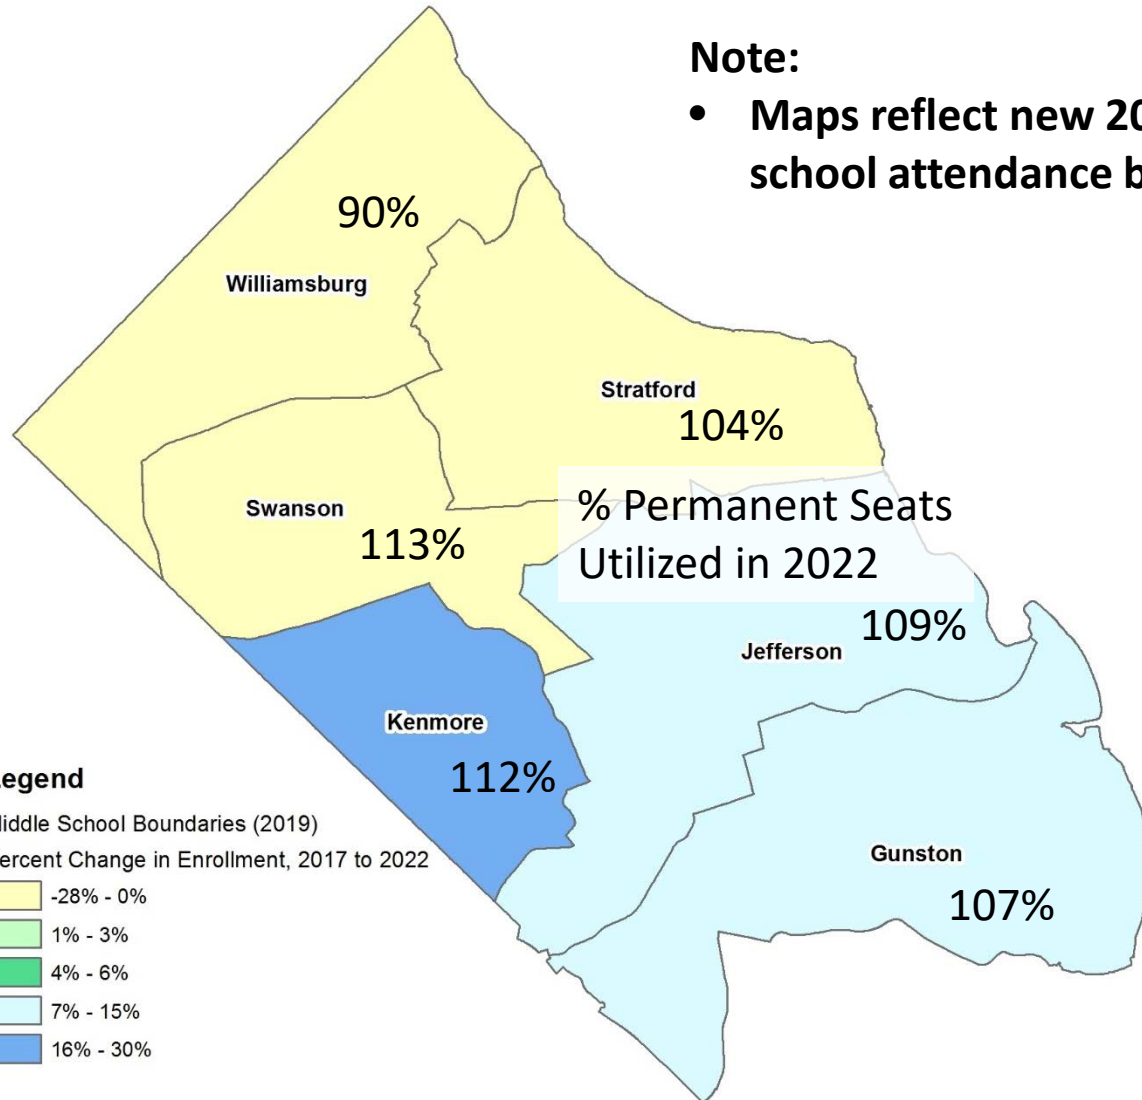 Note:
• Maps reflect new 20
school attendance b
90%
Williamsburg
Stratford
104%
% Permanent Seats
Utilized in 2022
Swanson
113%
109%
Jefferson
Kenmore
112%
Gunston
107%
egend
iddle School Boundaries (2019)
ercent Change in Enrollment, 2017 to 2022
-28% - 0%
1% - 3%
4% - 6%
7% - 15%
16% - 30%